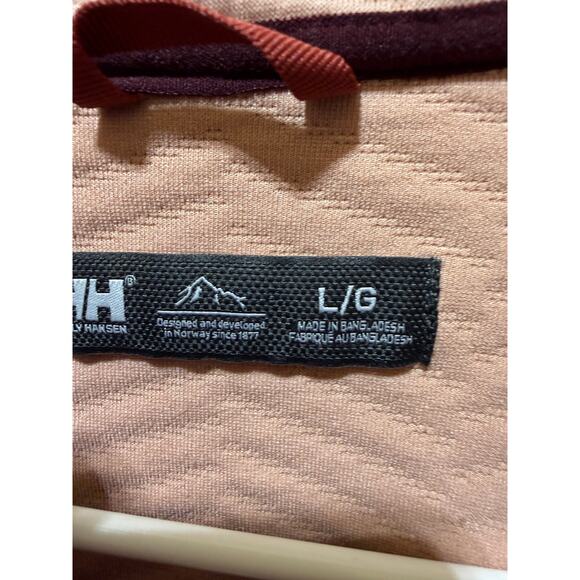 HH®
LY HANSEN
Designed and developed
in Norway since 1877
L/G
MADE IN BANGLADESH
FABRIQUÉ AU BANGLADESH